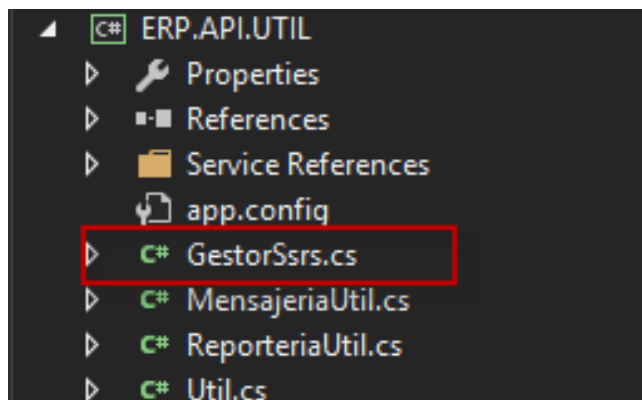 C# ERP.API.UTIL
Properties
References
Service References
app.config
C# GestorSsrs.cs
C# MensajeriaUtil.cs
C# ReporteriaUtil.cs
C# Util.cs